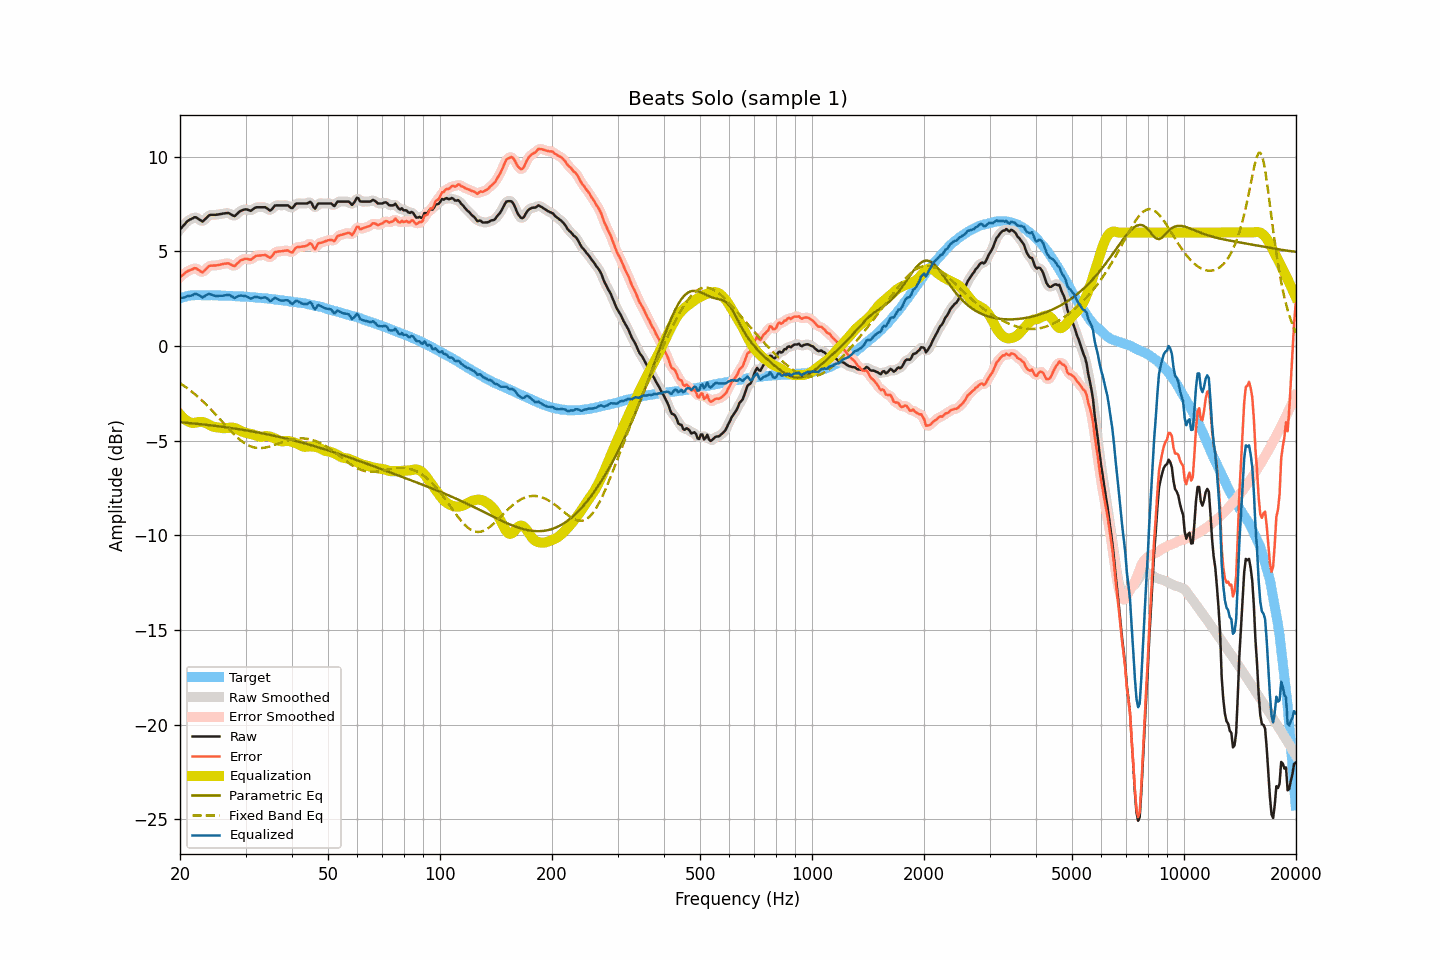 Beats Solo (sample 1)
Amplitude (dBr)
10
5
0
−5
−10
−15
−20
−25
Target
Raw Smoothed
Error Smoothed
Raw
Error
Equalization
Parametric Eq
Fixed Band Eq
Equalized
20 50 100 200 500 1000 2000 5000 10000 20000
Frequency (Hz)